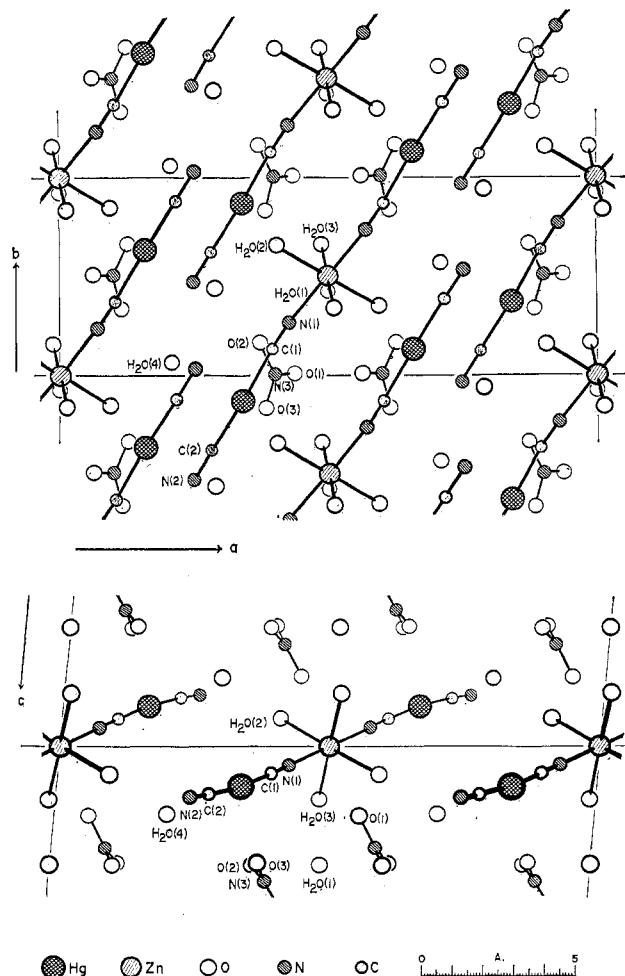 b
H₂O(3)
H₂O(2)
H₂O(1)
N(1)
O(2)
C(1)
H₂O(4)
O(1)
N(3)
O(3)
C(2)
N(2)
a
c
H₂O(2)
C(1) N(1)
N(2) C(2)
H₂O(3) O(1)
H₂O(4)
O(2) O(3) H₂O(1)
N(3)
Hg Zn O N C
0 A. 5